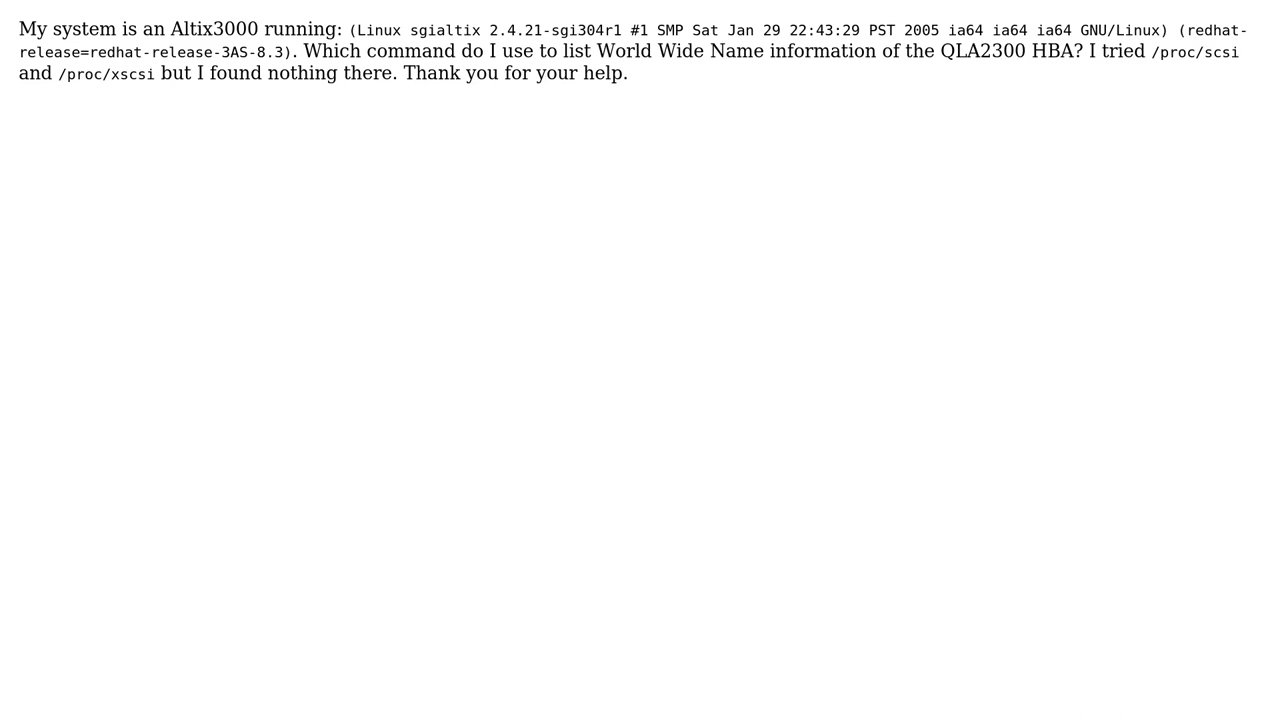 My system is an Altix3000 running: (Linux sgialtix 2.4.21-sgi304r1 #1 SMP Sat Jan 29 22:43:29 PST 2005 ia64 ia64 ia64 GNU/Linux) (redhat-
release=redhat-release-3AS-8.3). Which command do I use to list World Wide Name information of the QLA2300 HBA? I tried /proc/scsi
and /proc/xscsi but I found nothing there. Thank you for your help.